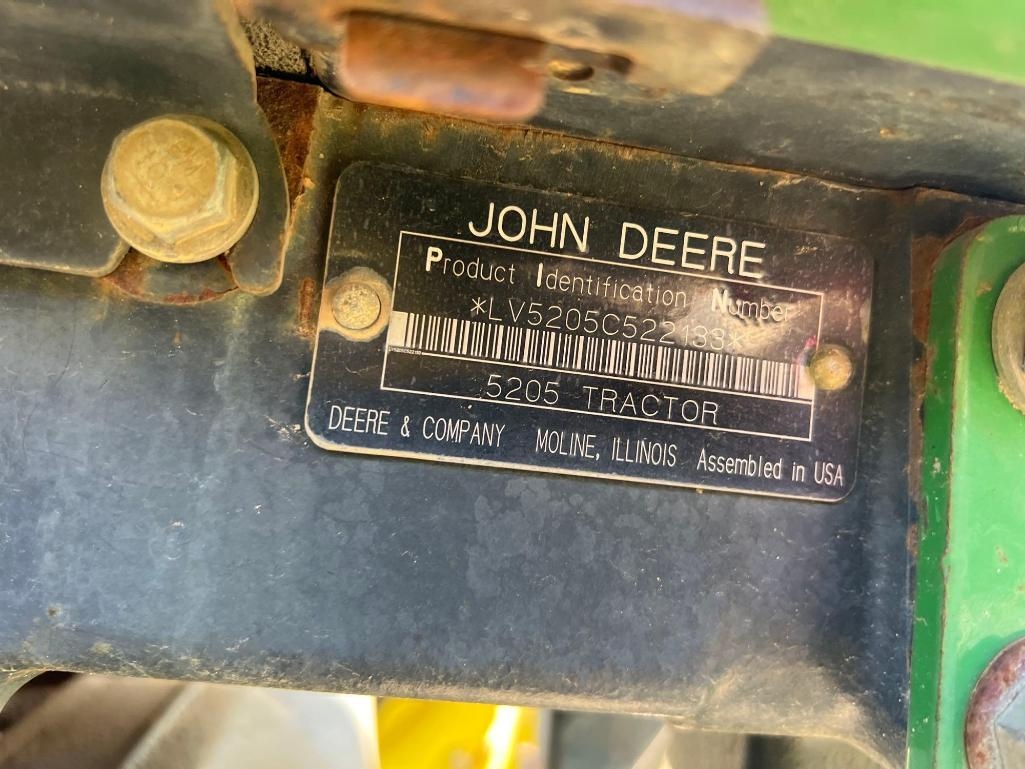 JOHN DEERE
Product Identification Number
*LV5205C522133*
5205 TRACTOR
DEERE & COMPANY MOLINE, ILLINOIS Assembled in USA